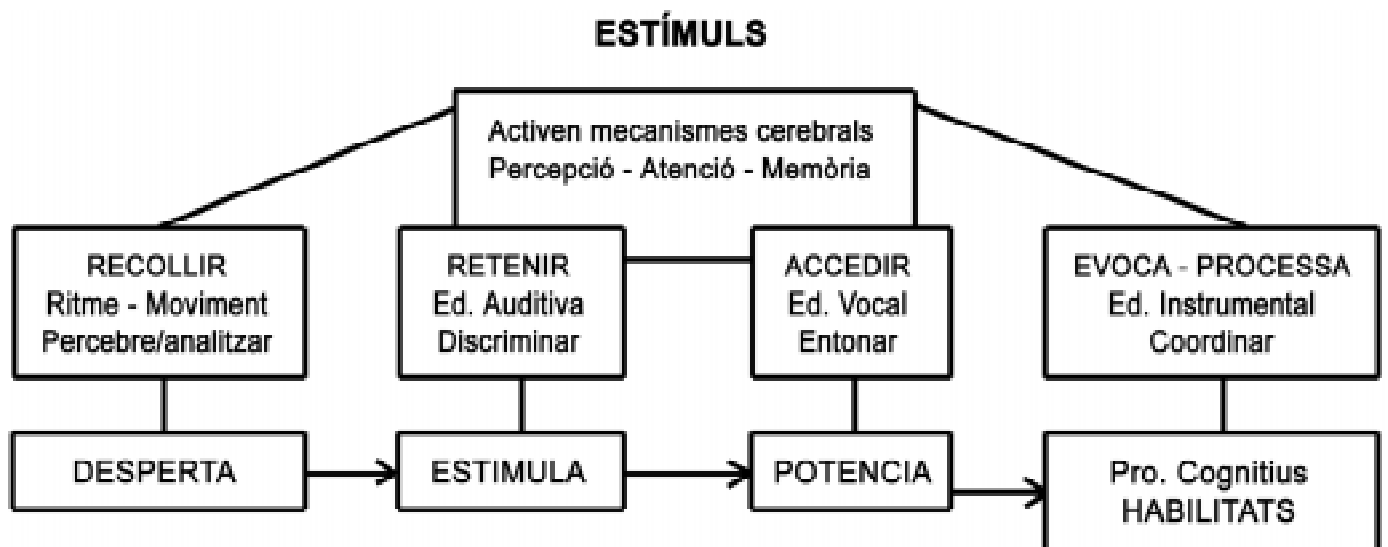 ESTÍMULS
Activen mecanismes cerebrals
Percepció - Atenció - Memòria
RECOLLIR
Ritme - Moviment
Percebre/analitzar
RETENIR
Ed. Auditiva
Discriminar
ACCEDIR
Ed. Vocal
Entonar
EVOCA - PROCESSA
Ed. Instrumental
Coordinar
DESPERTA
ESTIMULA
POTENCIA
Pro. Cognitius
HABILITATS